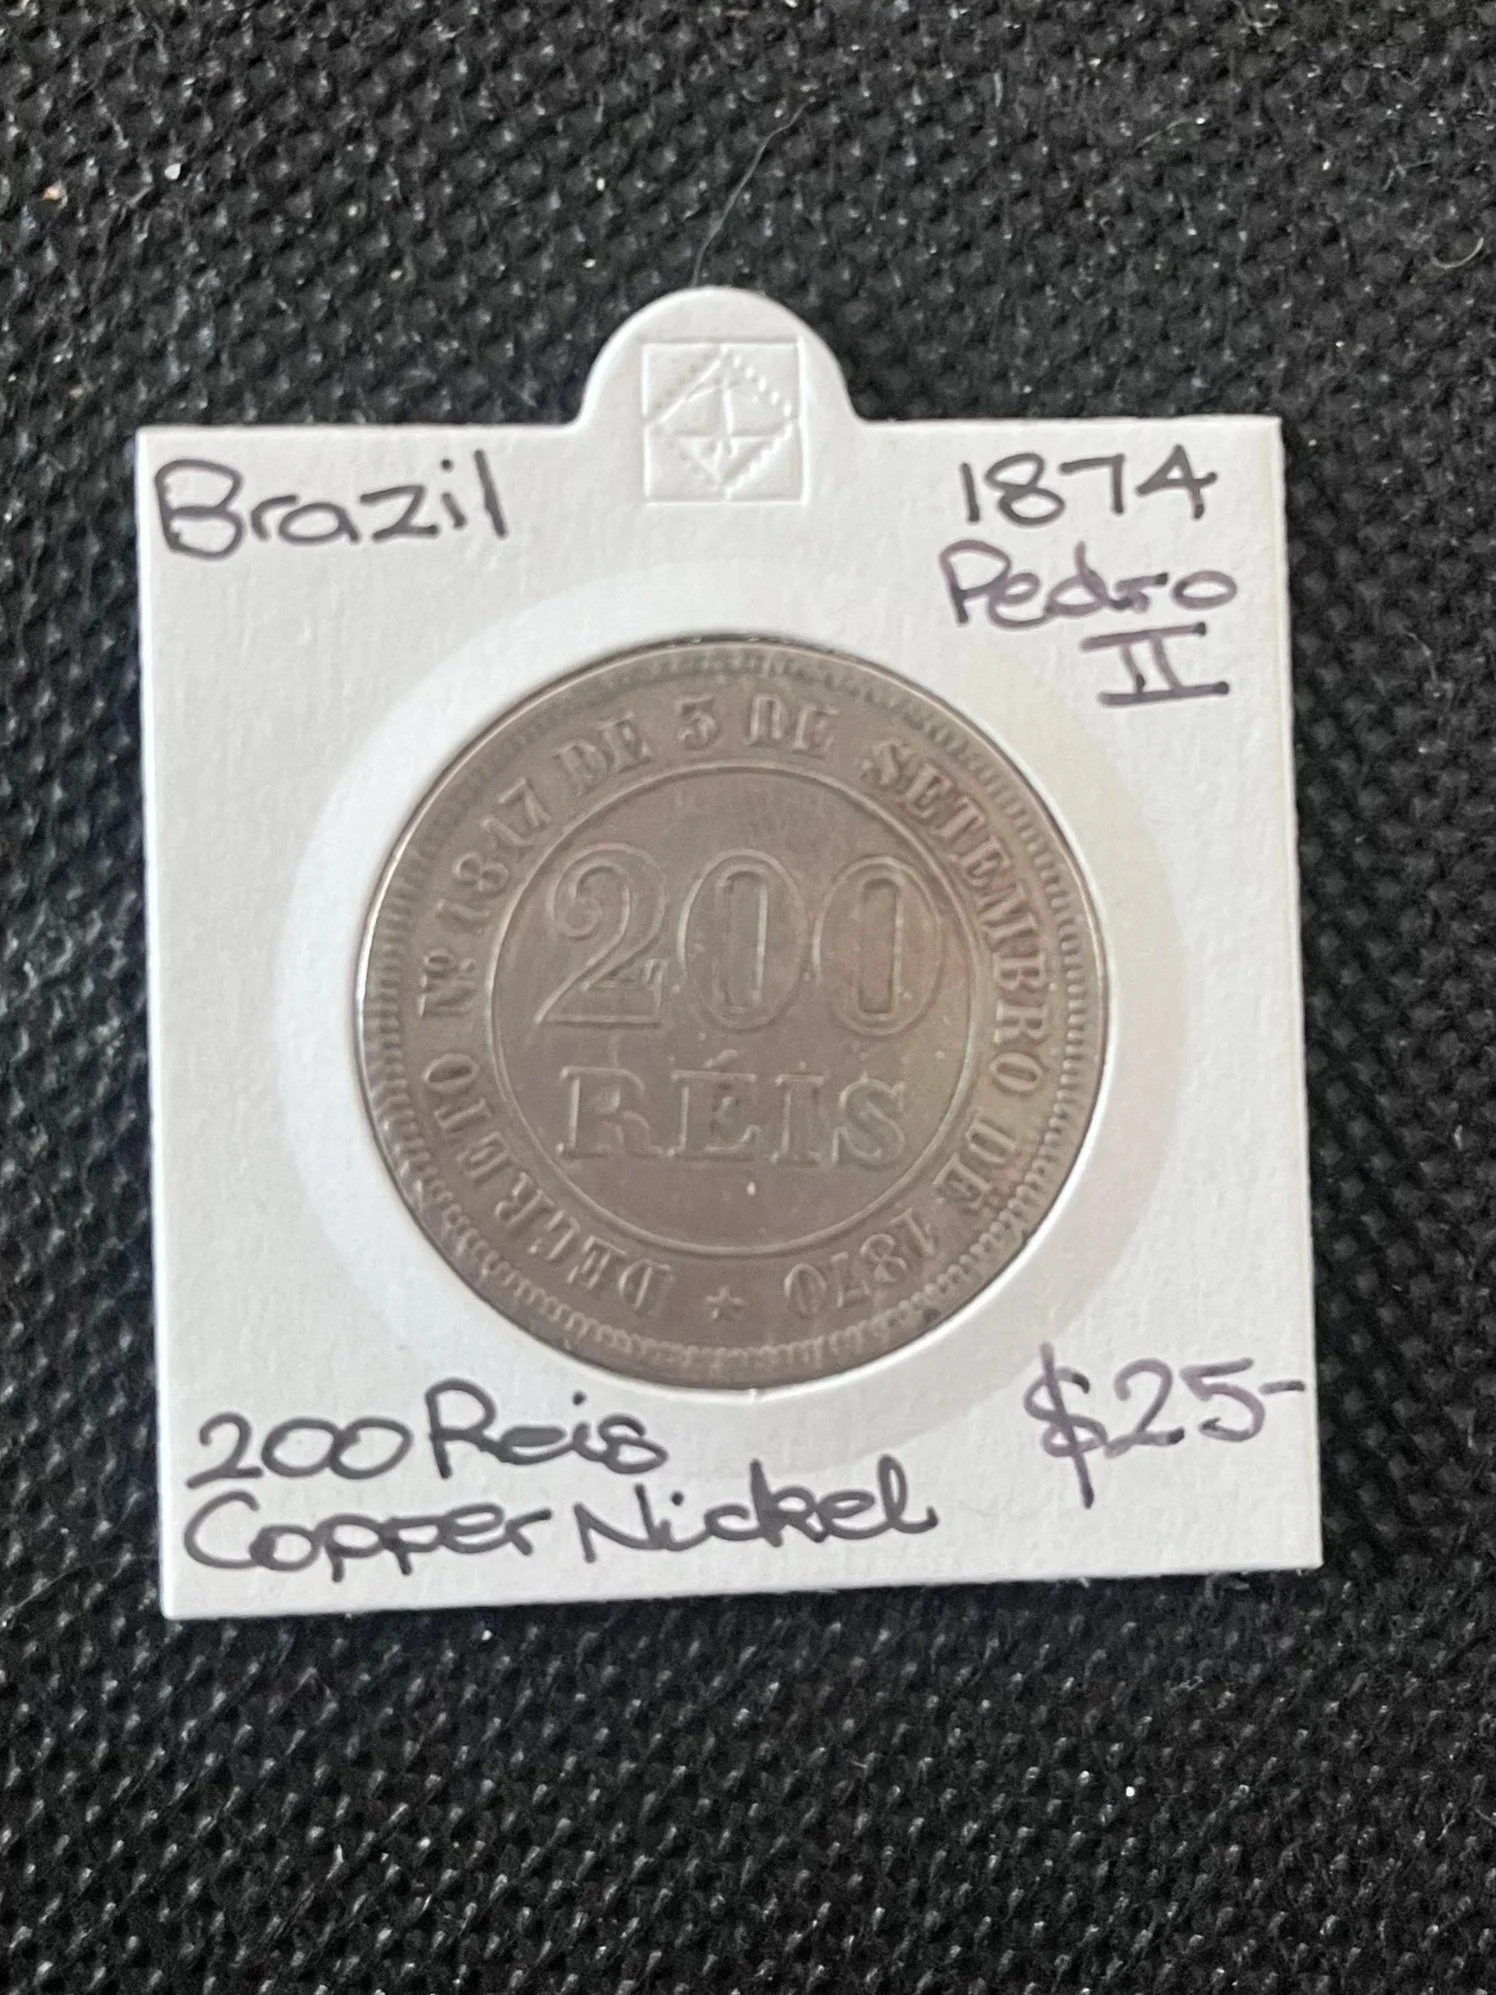 Brazil
1874
Pedro
II
DECRETO Nº 1817 DE 3 DE SETEMBRO DE 1870
200
RÉIS
200 Reis
Copper Nickel
$25-